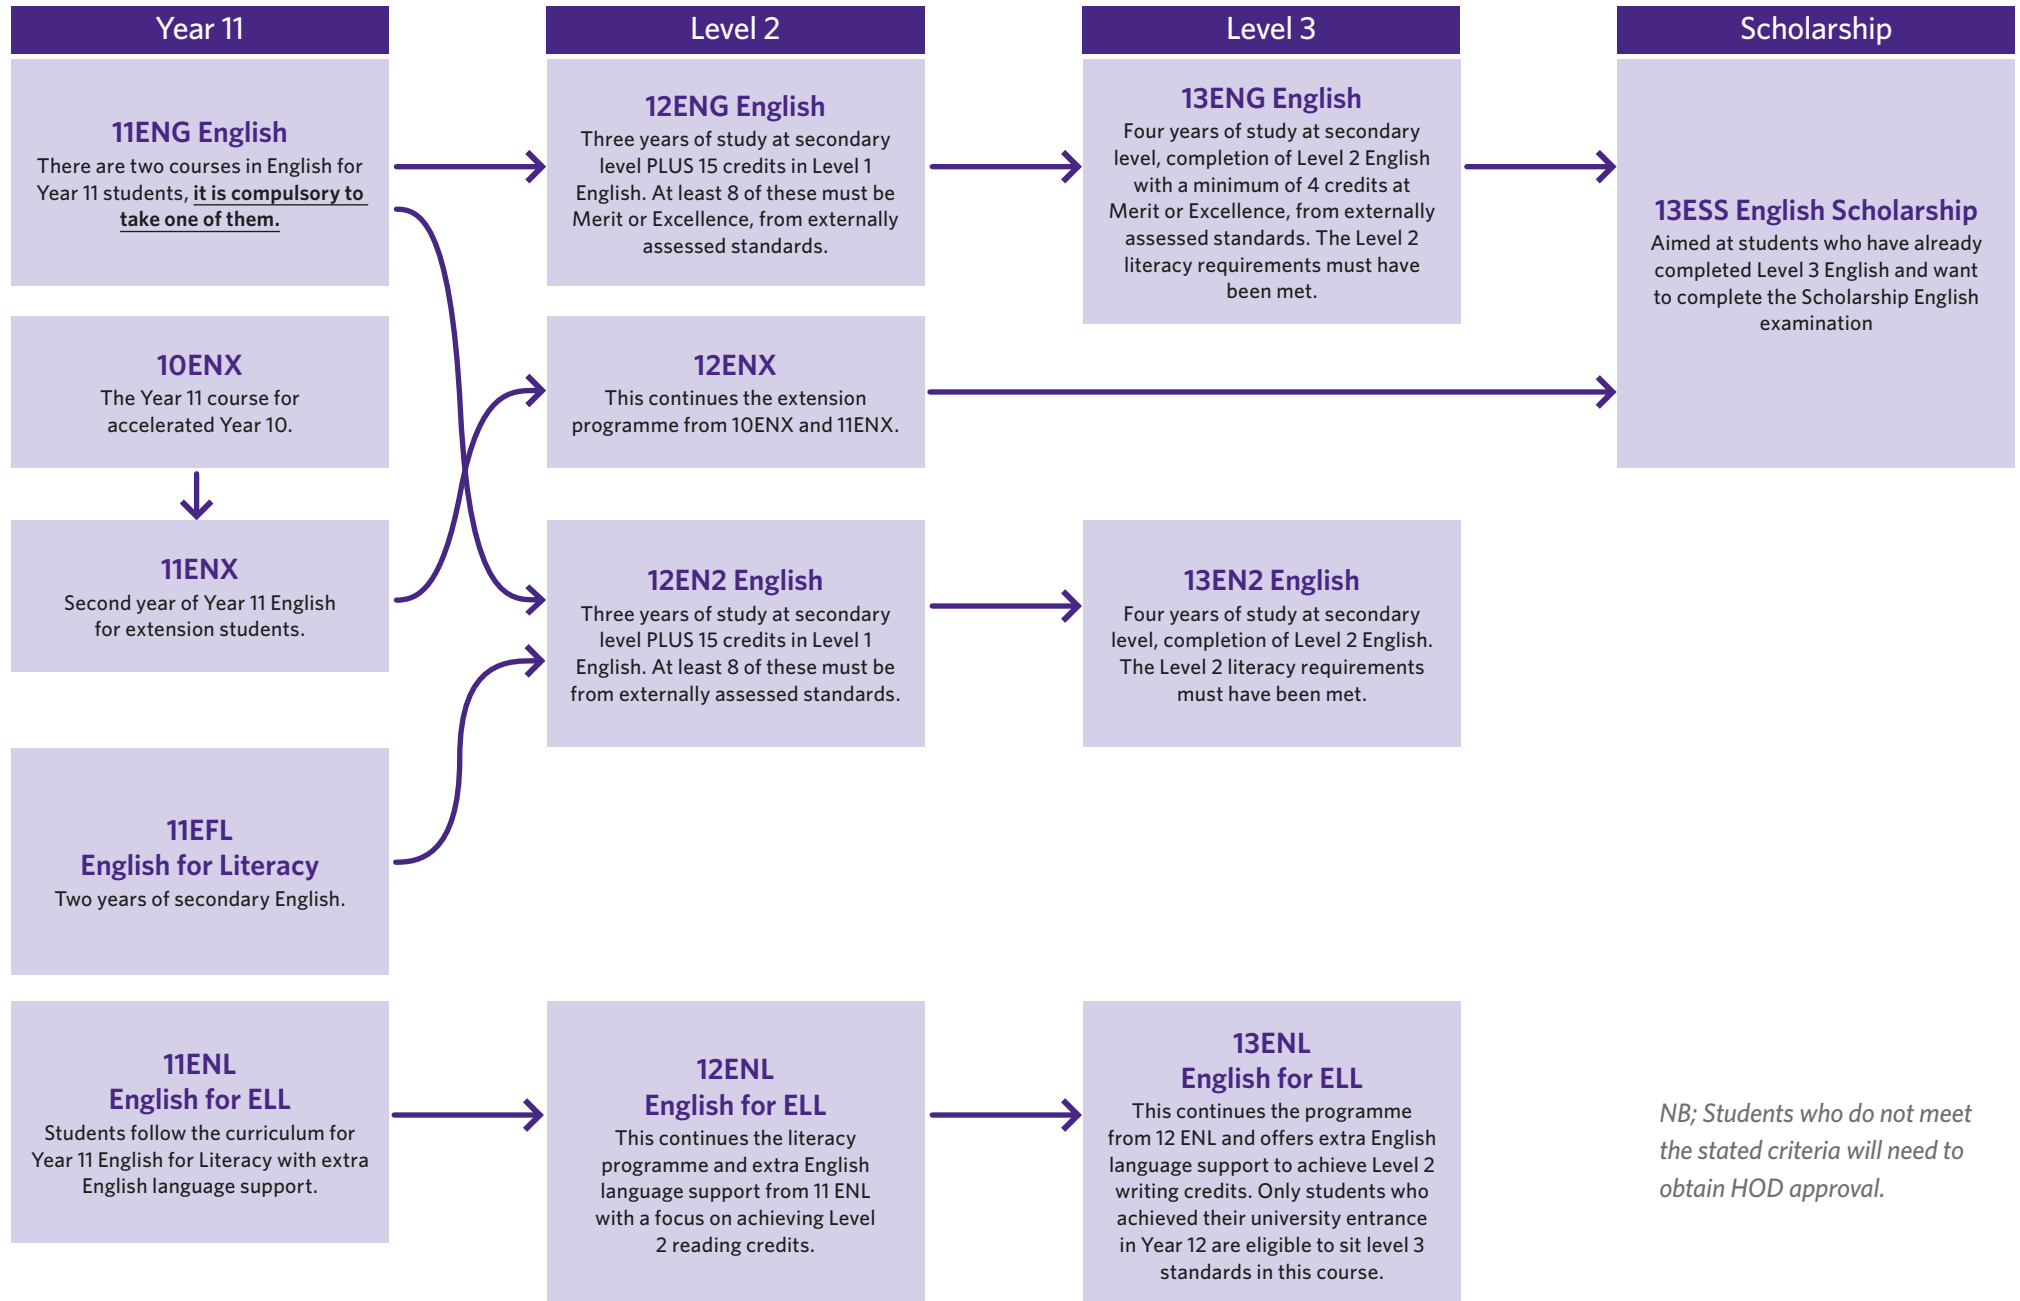 Year 11
Level 2
Level 3
Scholarship
11ENG English
There are two courses in English for
Year 11 students, it is compulsory to
take one of them.
12ENG English
Three years of study at secondary
level PLUS 15 credits in Level 1
English. At least 8 of these must be
Merit or Excellence, from externally
assessed standards.
13ENG English
Four years of study at secondary
level, completion of Level 2 English
with a minimum of 4 credits at
Merit or Excellence, from externally
assessed standards. The Level 2
literacy requirements must have
been met.
13ESS English Scholarship
Aimed at students who have already
completed Level 3 English and want
to complete the Scholarship English
examination
10ENX
The Year 11 course for
accelerated Year 10.
12ENX
This continues the extension
programme from 10ENX and 11ENX.
11ENX
Second year of Year 11 English
for extension students.
12EN2 English
Three years of study at secondary
level PLUS 15 credits in Level 1
English. At least 8 of these must be
from externally assessed standards.
13EN2 English
Four years of study at secondary
level, completion of Level 2 English.
The Level 2 literacy requirements
must have been met.
11EFL
English for Literacy
Two years of secondary English.
11ENL
English for ELL
Students follow the curriculum for
Year 11 English for Literacy with extra
English language support.
12ENL
English for ELL
This continues the literacy
programme and extra English
language support from 11 ENL
with a focus on achieving Level
2 reading credits.
13ENL
English for ELL
This continues the programme
from 12 ENL and offers extra English
language support to achieve Level 2
writing credits. Only students who
achieved their university entrance
in Year 12 are eligible to sit level 3
standards in this course.
NB; Students who do not meet
the stated criteria will need to
obtain HOD approval.